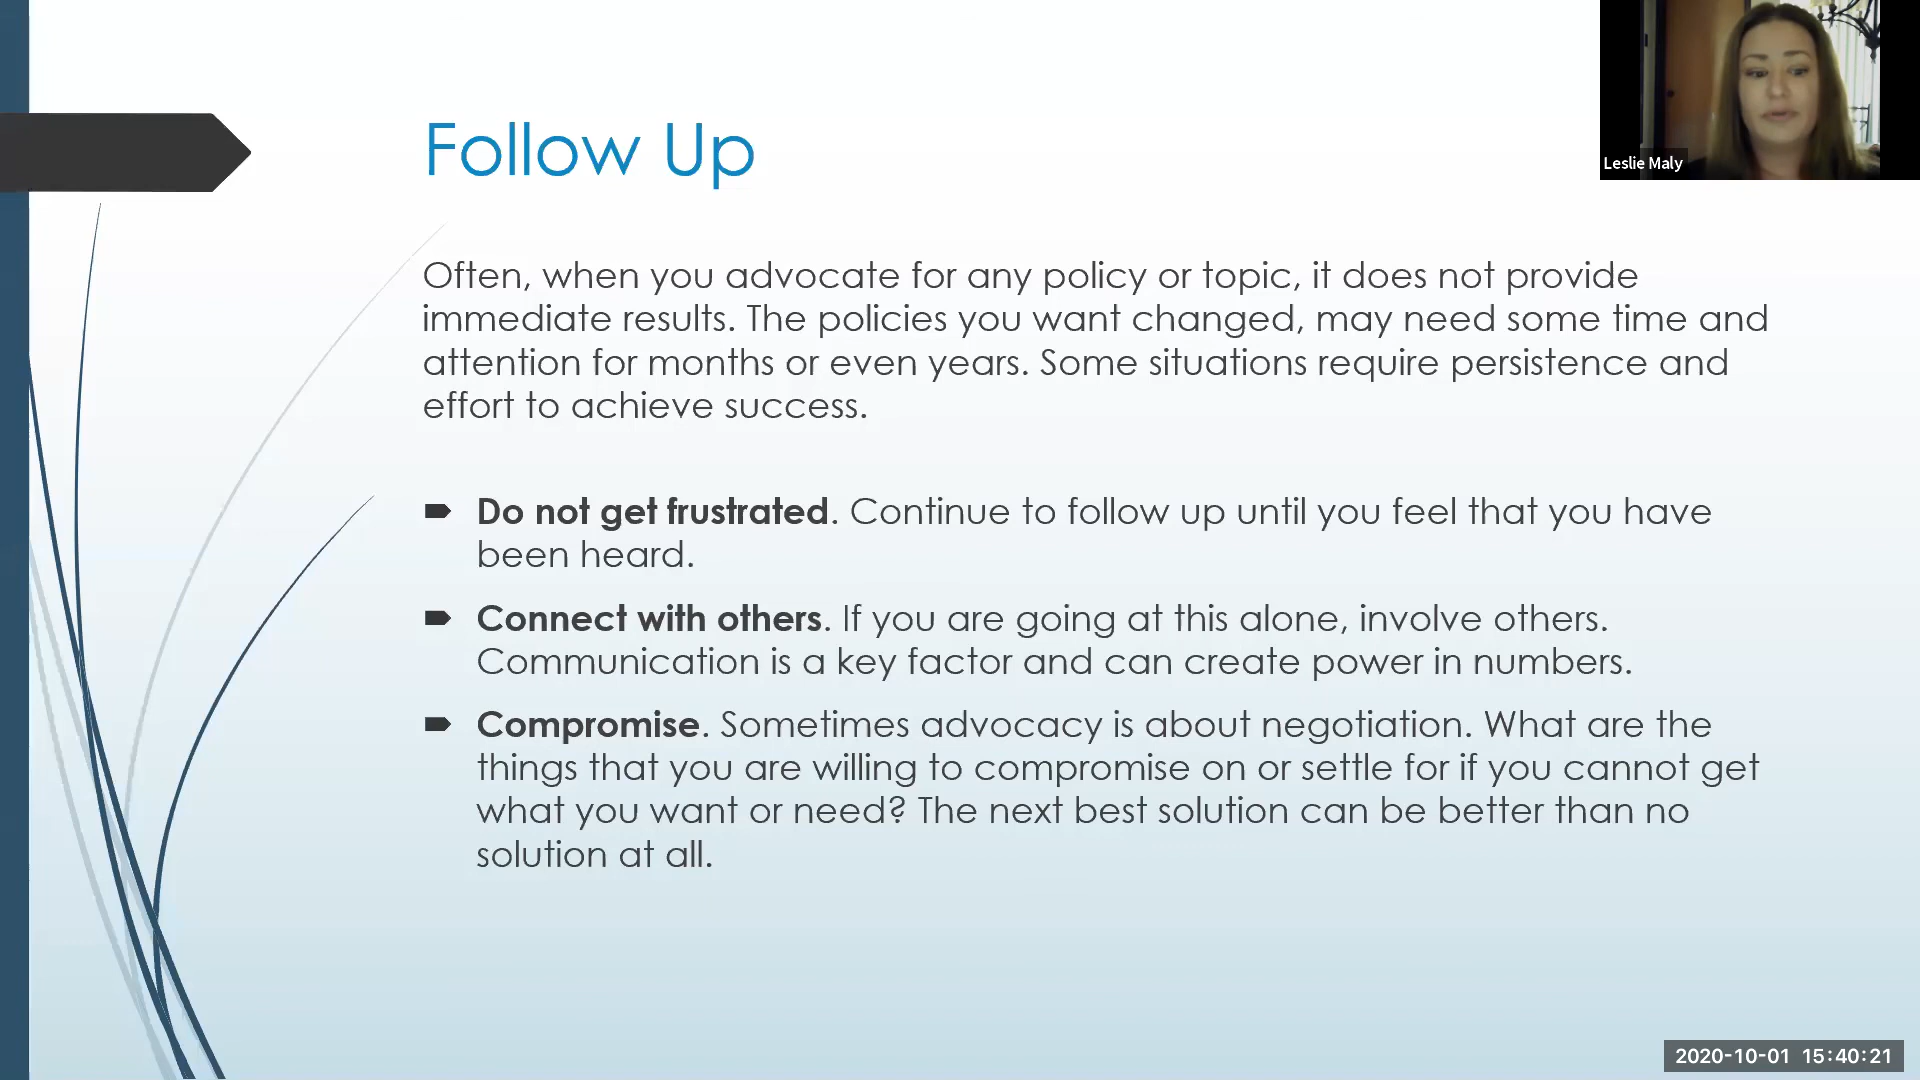 Follow Up
Leslie Maly
Often, when you advocate for any policy or topic, it does not provide
immediate results. The policies you want changed, may need some time and
attention for months or even years. Some situations require persistence and
effort to achieve success.
Do not get frustrated. Continue to follow up until you feel that you have
been heard.
Connect with others. If you are going at this alone, involve others.
Communication is a key factor and can create power in numbers.
Compromise. Sometimes advocacy is about negotiation. What are the
things that you are willing to compromise on or settle for if you cannot get
what you want or need? The next best solution can be better than no
solution at all.
2020-10-01 15:40:21